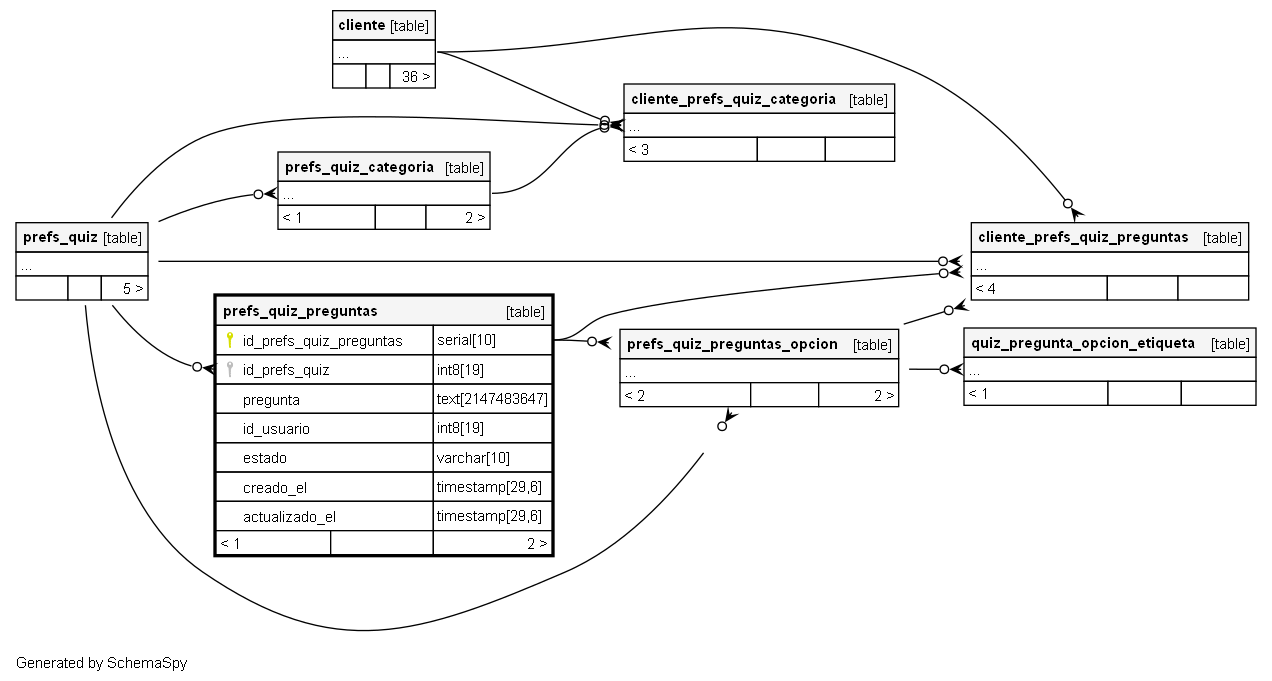 cliente [table]
...
36 >
cliente_prefs_quiz_categoria [table]
...
< 3
prefs_quiz_categoria [table]
...
< 1 2 >
prefs_quiz [table]
...
5 >
cliente_prefs_quiz_preguntas [table]
...
< 4
prefs_quiz_preguntas [table]
id_prefs_quiz_preguntas serial[10]
id_prefs_quiz int8[19]
pregunta text[2147483647]
id_usuario int8[19]
estado varchar[10]
creado_el timestamp[29,6]
actualizado_el timestamp[29,6]
< 1 2 >
prefs_quiz_preguntas_opcion [table]
...
< 2 2 >
quiz_pregunta_opcion_etiqueta [table]
...
< 1
Generated by SchemaSpy